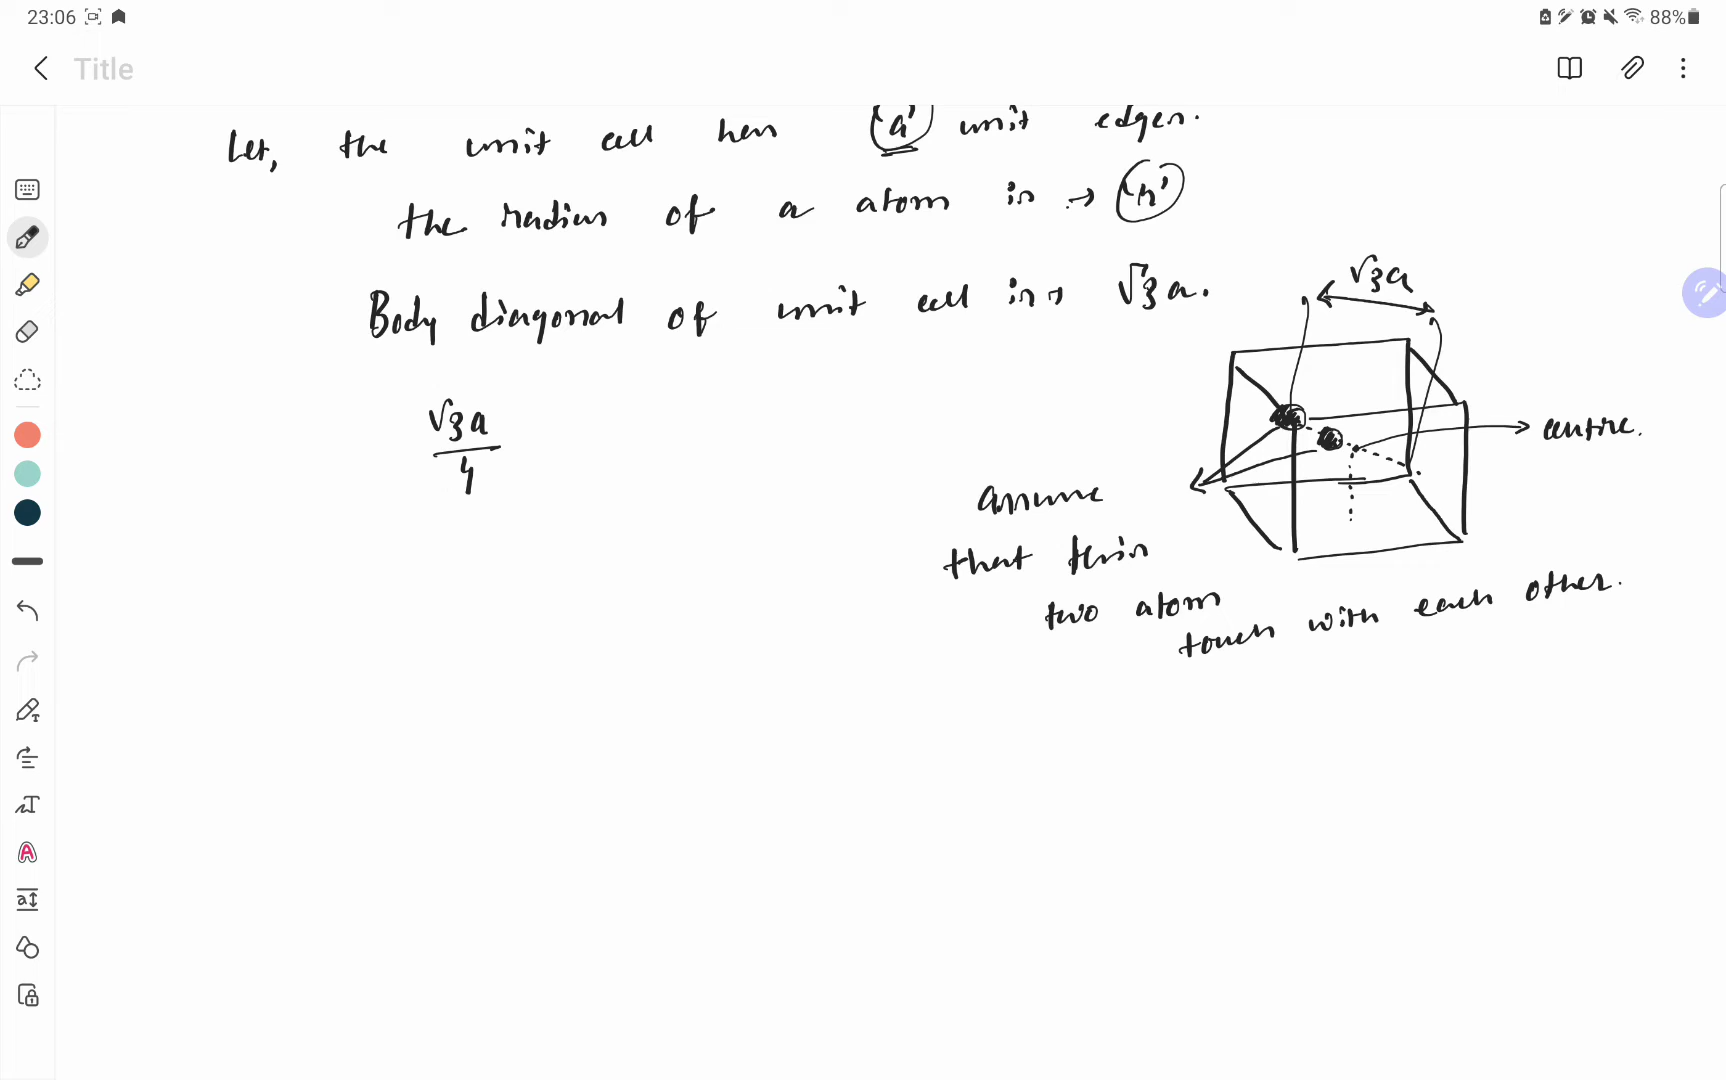 23:06 88%
Title
Let, the unit cell has 'a' unit edges.
the radius of a atom is → 'r'
Body diagonal of unit cell is → √3a.
√3a
√3a
4
centre.
assume
that this
two atom
touch with each other.